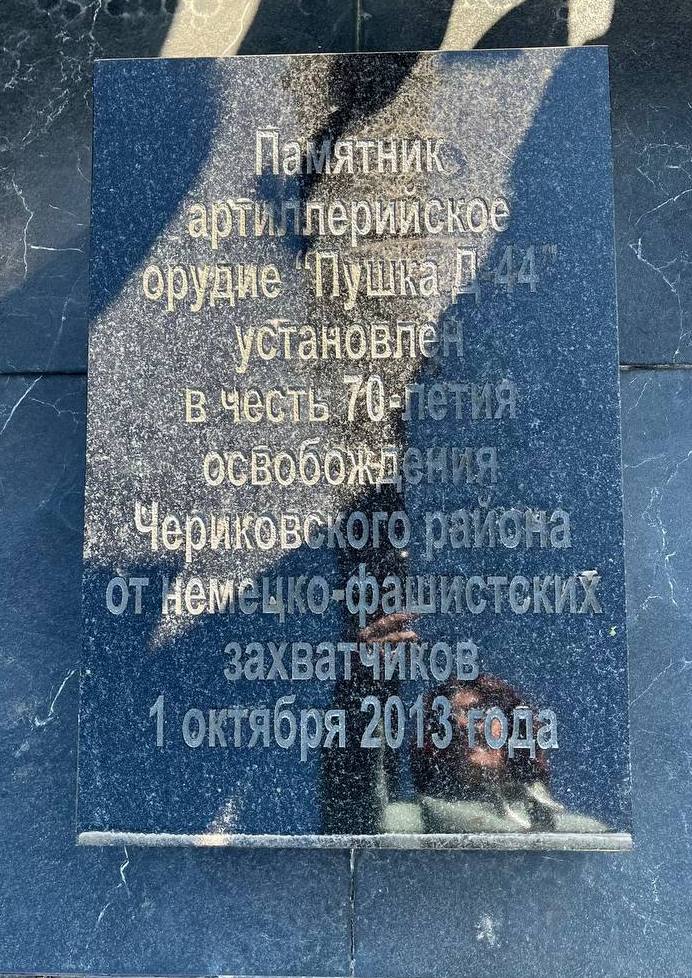 Памятник
артиллерийское
орудие "Пушка Д-44"
установлен
в честь 70-летия
освобождения
Чериковского района
от немецко-фашистских
захватчиков
1 октября 2013 года